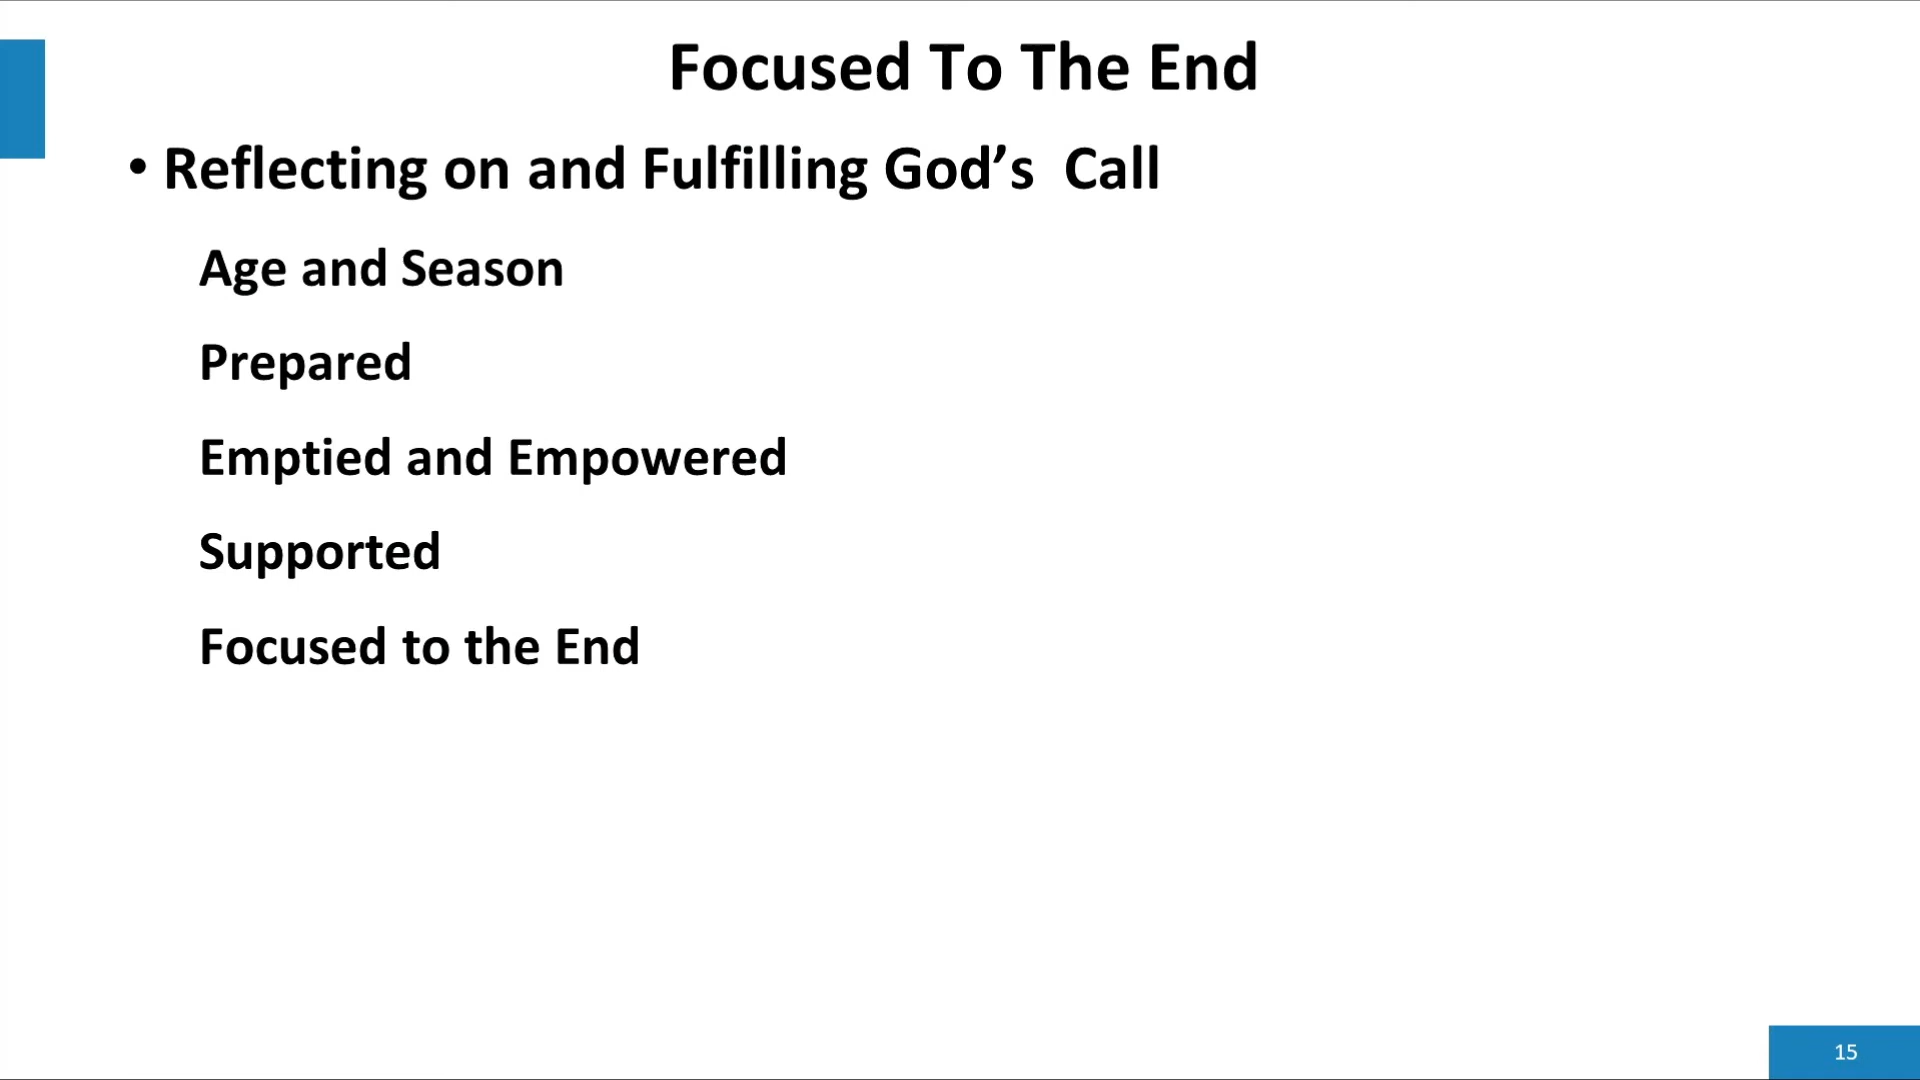 Focused To The End
• Reflecting on and Fulfilling God’s  Call
Age and Season
Prepared
Emptied and Empowered
Supported
Focused to the End
15